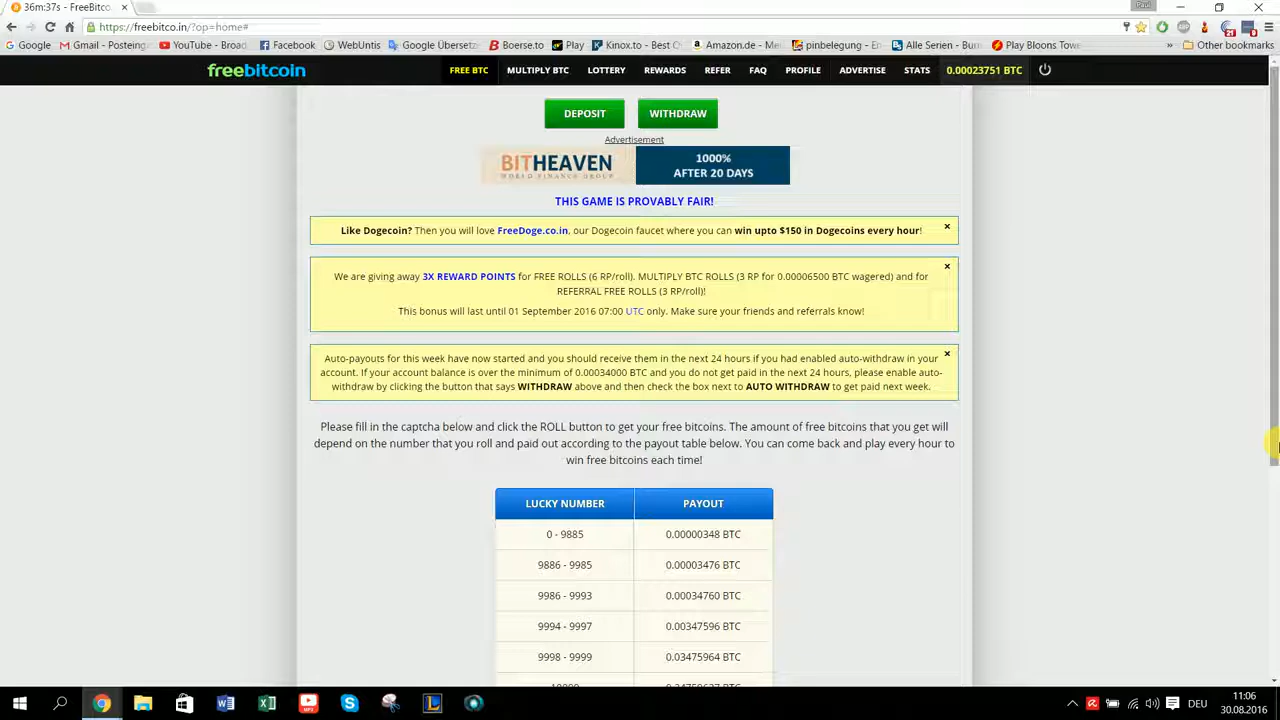 36m:37s - FreeBitco.in
Paul
https://freebitco.in/?op=home#
Google
Gmail - Posteing
YouTube - Broad
Facebook
WebUntis
Google Übersetz
Boerse.to
Play
Kinox.to - Best C
Amazon.de - Me
pinbelegung - En
Alle Serien - Burn
Play Bloons Tow
Other bookmarks
freebitcoin
FREE BTC
MULTIPLY BTC
LOTTERY
REWARDS
REFER
FAQ
PROFILE
ADVERTISE
STATS
0.00023751 BTC
DEPOSIT
WITHDRAW
Advertisement
BITHEAVEN
WORLD FINANCE GROUP
1000%
AFTER 20 DAYS
THIS GAME IS PROVABLY FAIR!
Like Dogecoin? Then you will love FreeDoge.co.in, our Dogecoin faucet where you can win upto $150 in Dogecoins every hour!
We are giving away 3X REWARD POINTS for FREE ROLLS (6 RP/roll). MULTIPLY BTC ROLLS (3 RP for 0.00006500 BTC wagered) and for
REFERRAL FREE ROLLS (3 RP/roll)!
This bonus will last until 01 September 2016 07:00 UTC only. Make sure your friends and referrals know!
Auto-payouts for this week have now started and you should receive them in the next 24 hours if you had enabled auto-withdraw in your
account. If your account balance is over the minimum of 0.00034000 BTC and you do not get paid in the next 24 hours, please enable auto-
withdraw by clicking the button that says WITHDRAW above and then check the box next to AUTO WITHDRAW to get paid next week.
Please fill in the captcha below and click the ROLL button to get your free bitcoins. The amount of free bitcoins that you get will
depend on the number that you roll and paid out according to the payout table below. You can come back and play every hour to
win free bitcoins each time!
LUCKY NUMBER PAYOUT
0 - 9885 0.00000348 BTC
9886 - 9985 0.00003476 BTC
9986 - 9993 0.00034760 BTC
9994 - 9997 0.00347596 BTC
9998 - 9999 0.03475964 BTC
DEU
11:06
30.08.2016